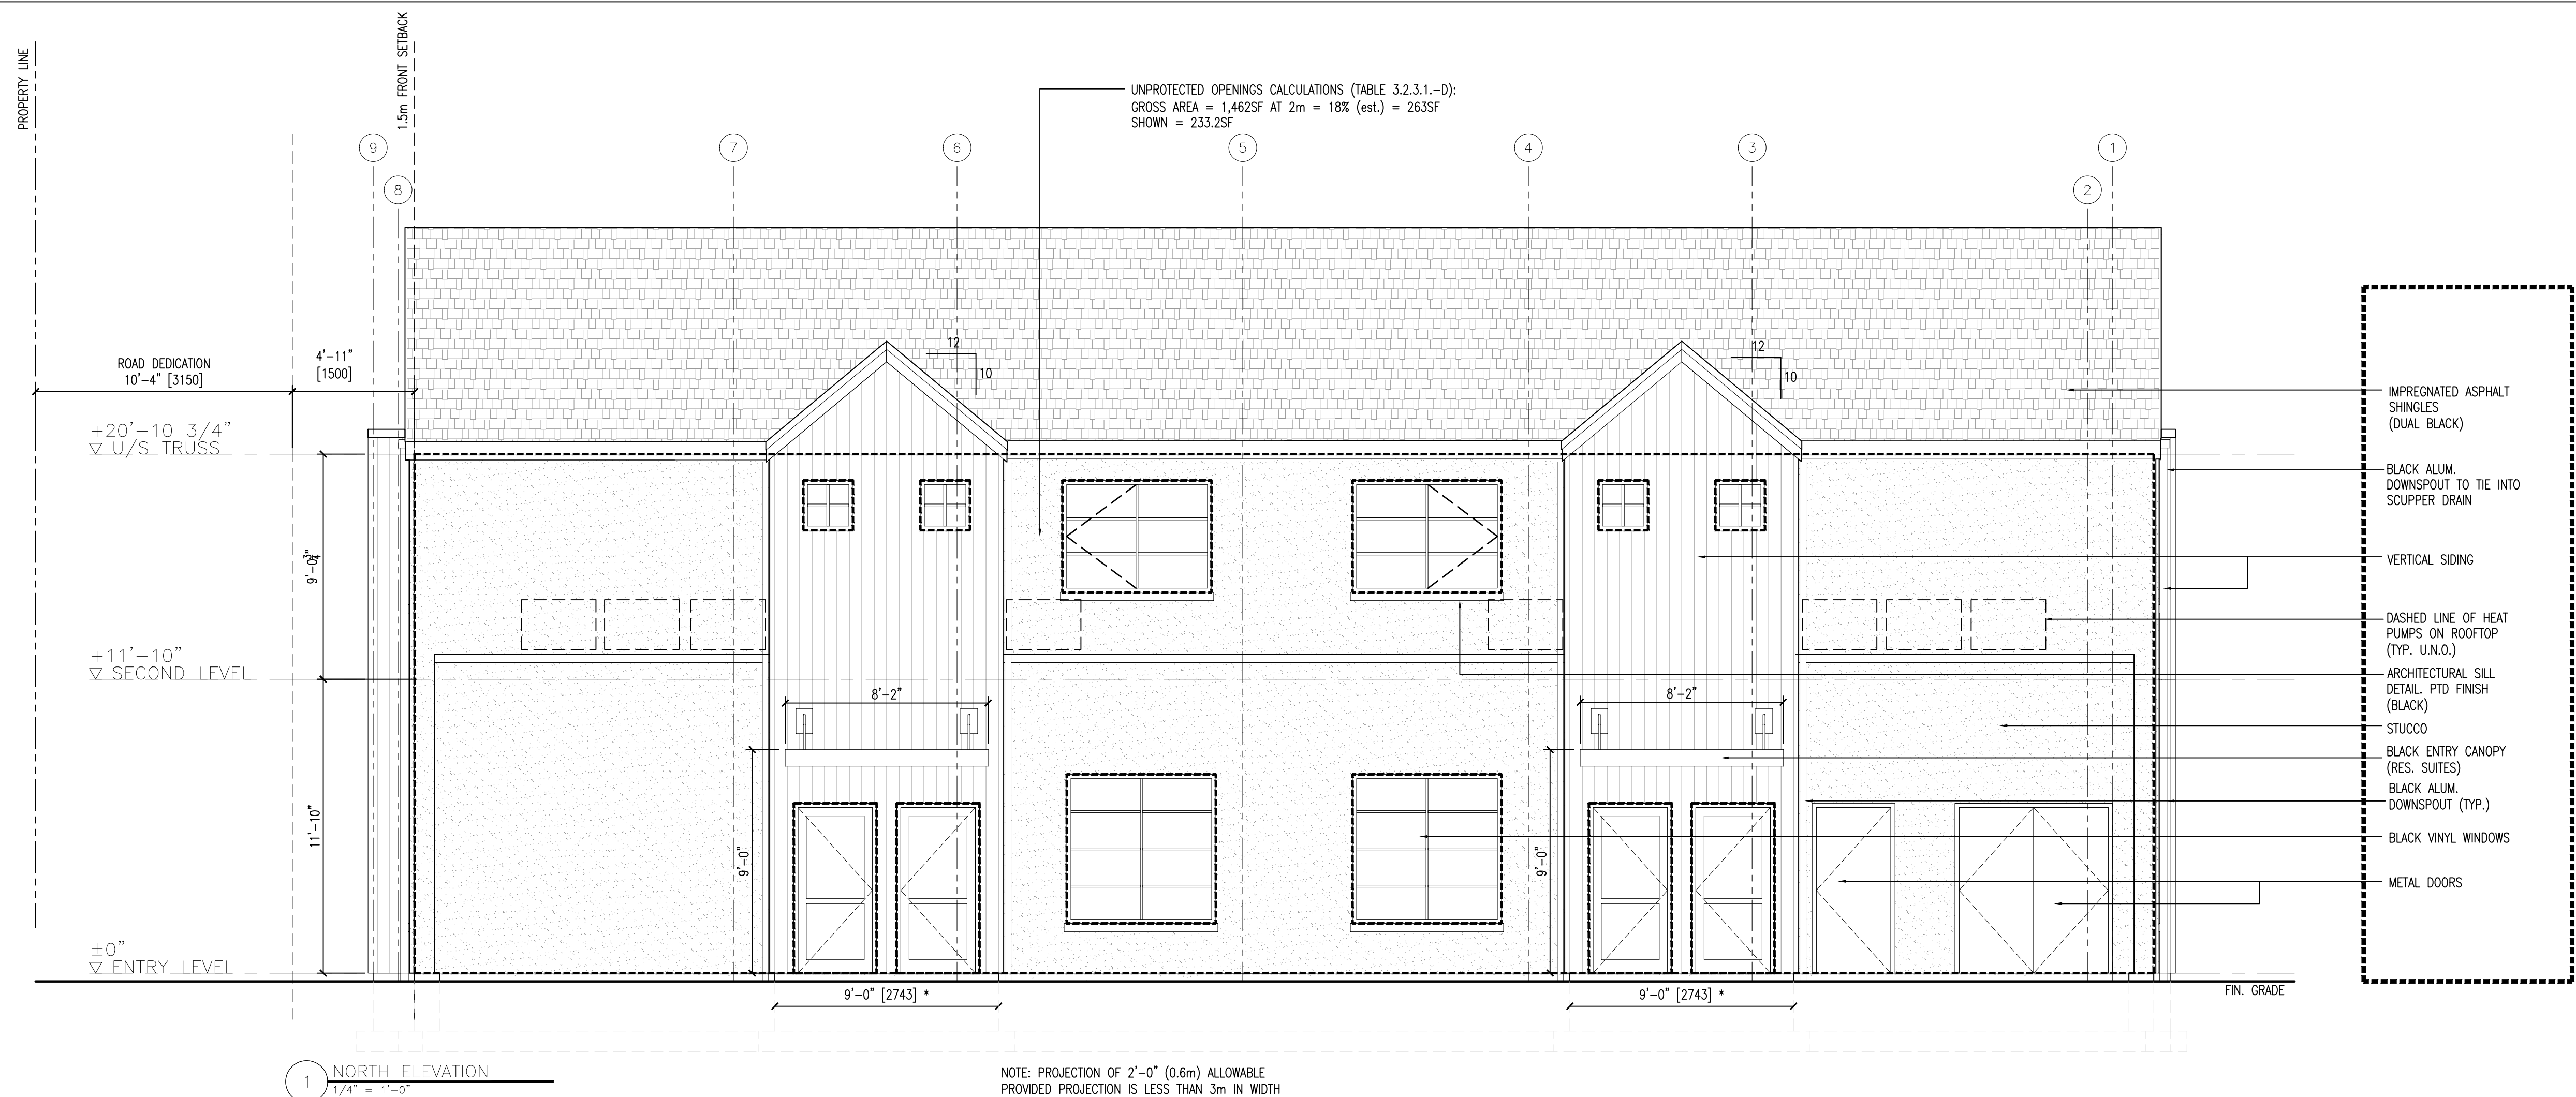 PROPERTY LINE
1.5m FRONT SETBACK
UNPROTECTED OPENINGS CALCULATIONS (TABLE 3.2.3.1.-D):
GROSS AREA = 1,462SF AT 2m = 18% (est.) = 263SF
SHOWN = 233.2SF
9
8
7
6
5
4
3
2
1
ROAD DEDICATION
10'-4" [3150]
4'-11"
[1500]
12
10
12
10
+20'-10 3/4"
U/S TRUSS
9'-0¾"
+11'-10"
SECOND LEVEL
11'-10"
±0"
ENTRY LEVEL
8'-2"
8'-2"
9'-0"
9'-0"
9'-0" [2743] *
9'-0" [2743] *
IMPREGNATED ASPHALT
SHINGLES
(DUAL BLACK)
BLACK ALUM.
DOWNSPOUT TO TIE INTO
SCUPPER DRAIN
VERTICAL SIDING
DASHED LINE OF HEAT
PUMPS ON ROOFTOP
(TYP. U.N.O.)
ARCHITECTURAL SILL
DETAIL. PTD FINISH
(BLACK)
STUCCO
BLACK ENTRY CANOPY
(RES. SUITES)
BLACK ALUM.
DOWNSPOUT (TYP.)
BLACK VINYL WINDOWS
METAL DOORS
FIN. GRADE
1
NORTH ELEVATION
1/4" = 1'-0"
NOTE: PROJECTION OF 2'-0" (0.6m) ALLOWABLE
PROVIDED PROJECTION IS LESS THAN 3m IN WIDTH